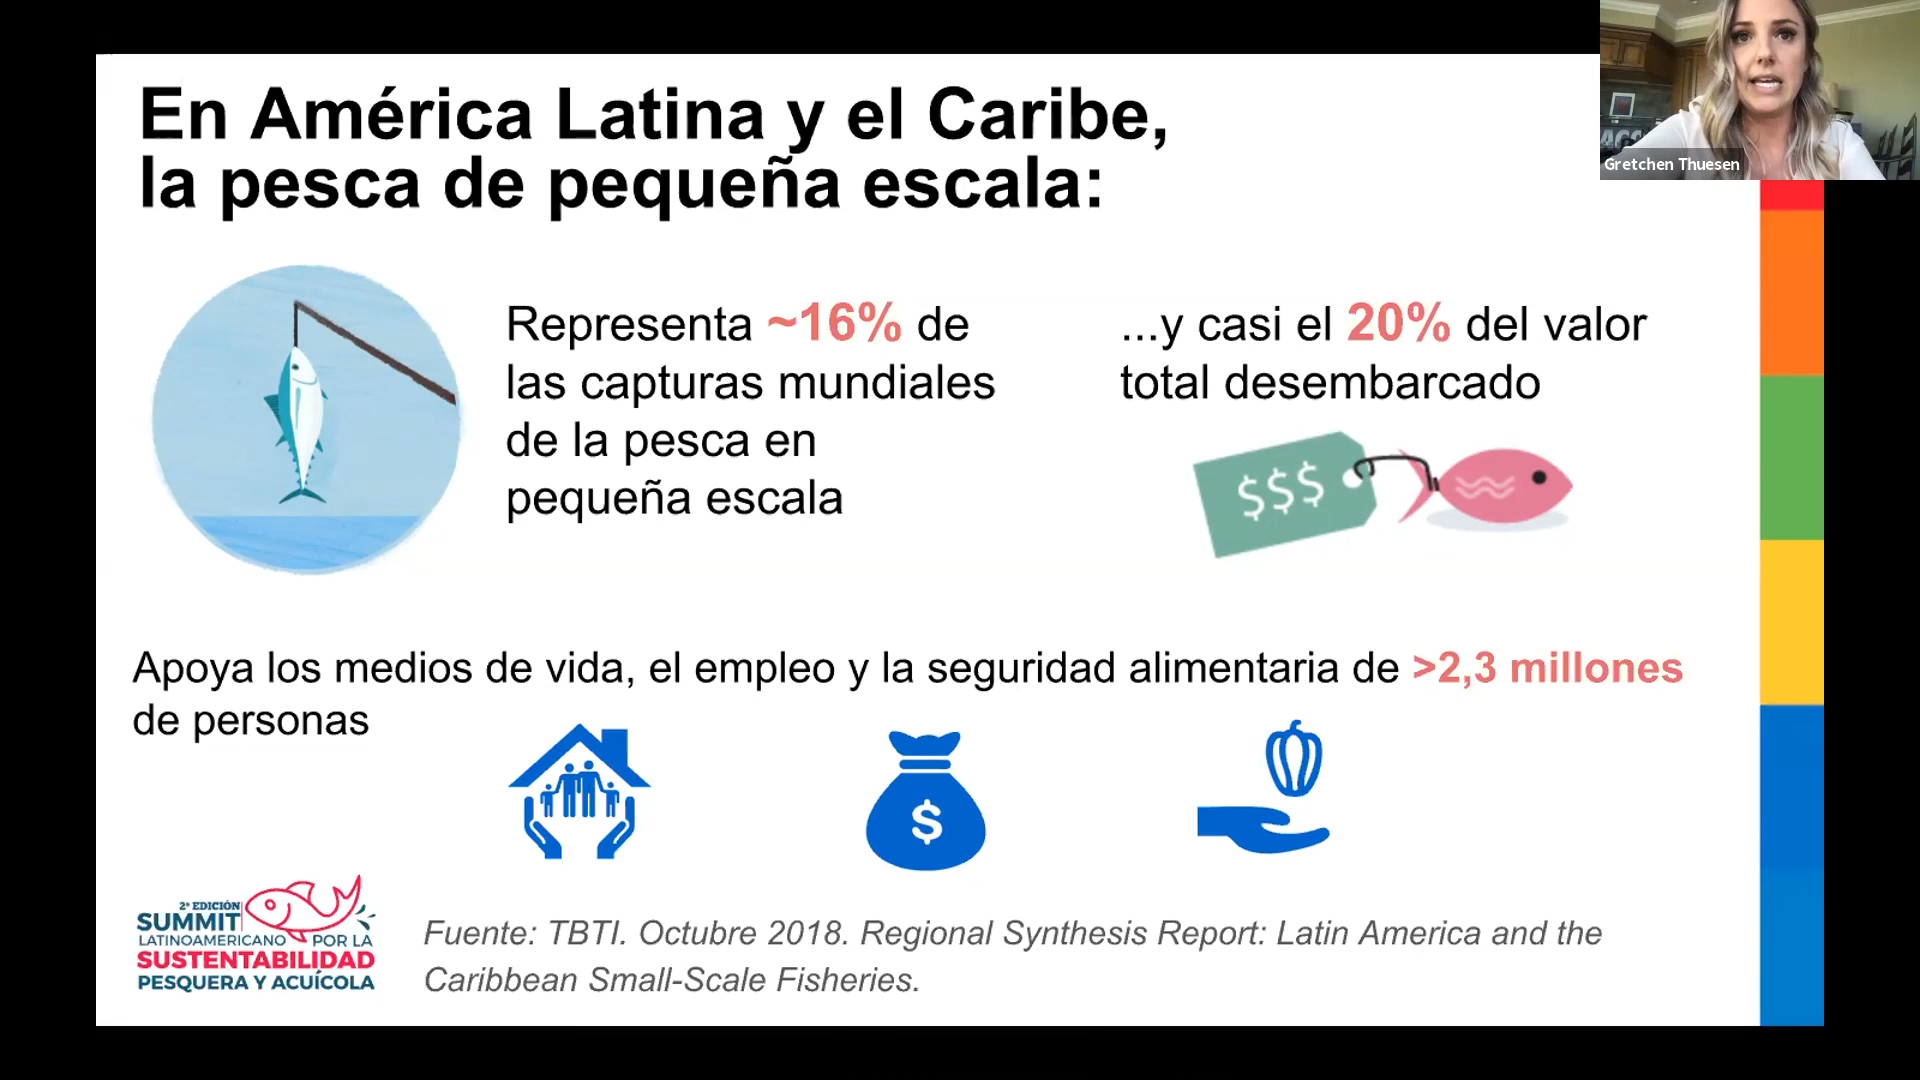 En América Latina y el Caribe,
la pesca de pequeña escala:
Gretchen Thuesen
Representa ~16% de
las capturas mundiales
de la pesca en
pequeña escala
...y casi el 20% del valor
total desembarcado
$$$
Apoya los medios de vida, el empleo y la seguridad alimentaria de >2,3 millones
de personas
$
2ª EDICIÓN
SUMMIT
LATINOAMERICANO POR LA
SUSTENTABILIDAD
PESQUERA Y ACUÍCOLA
Fuente: TBTI. Octubre 2018. Regional Synthesis Report: Latin America and the
Caribbean Small-Scale Fisheries.